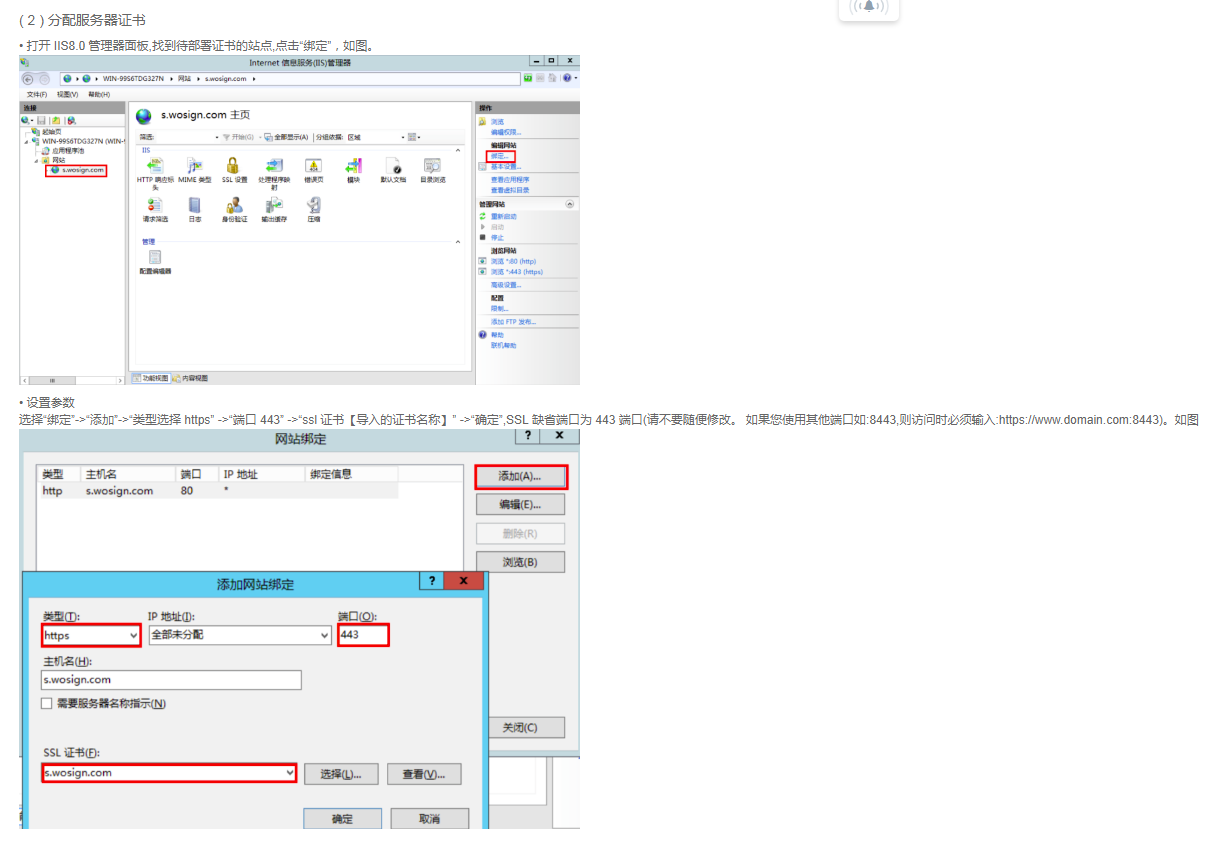 ( 2 ) 分配服务器证书
• 打开 IIS8.0 管理器面板,找到待部署证书的站点,点击“绑定”，如图。
Internet 信息服务(IIS)管理器
WIN-99S6TDG327N 网站 s.wosign.com
文件(F) 视图(V) 帮助(H)
连接
起始页
WIN-99S6TDG327N (WIN-
应用程序池
网站
s.wosign.com
s.wosign.com 主页
筛选: 开始(G) 全部显示(A) 分组依据: 区域
IIS
HTTP 响应标头 MIME 类型 SSL 设置 处理程序映射 错误页 模块 默认文档 目录浏览
请求筛选 日志 身份验证 输出缓存 压缩
管理
配置编辑器
功能视图 内容视图
操作
浏览
编辑权限...
编辑网站
绑定...
基本设置...
查看应用程序
查看虚拟目录
管理网站
重新启动
启动
停止
浏览网站
浏览 *:80 (http)
浏览 *:443 (https)
高级设置...
配置
限制...
添加 FTP 发布...
帮助
联机帮助
• 设置参数
选择“绑定”->“添加”->“类型选择 https” ->“端口 443” ->“ssl 证书【导入的证书名称】” ->“确定”,SSL 缺省端口为 443 端口(请不要随便修改。 如果您使用其他端口如:8443,则访问时必须输入:https://www.domain.com:8443)。如图
网站绑定 ? x
类型 主机名 端口 IP 地址 绑定信息
http s.wosign.com 80 *
添加(A)...
编辑(E)...
删除(R)
浏览(B)
关闭(C)
添加网站绑定 ? x
类型(T): IP 地址(I): 端口(O):
https 全部未分配 443
主机名(H):
s.wosign.com
需要服务器名称指示(N)
SSL 证书(F):
s.wosign.com 选择(L)... 查看(V)...
确定 取消